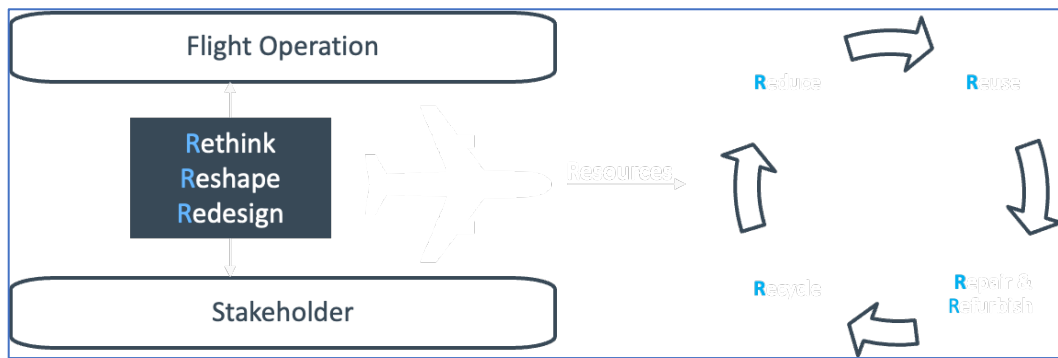 Flight Operation
Rethink
Reshape
Redesign
Stakeholder
Resources
Reduce
Reuse
Repair &
Refurbish
Recycle